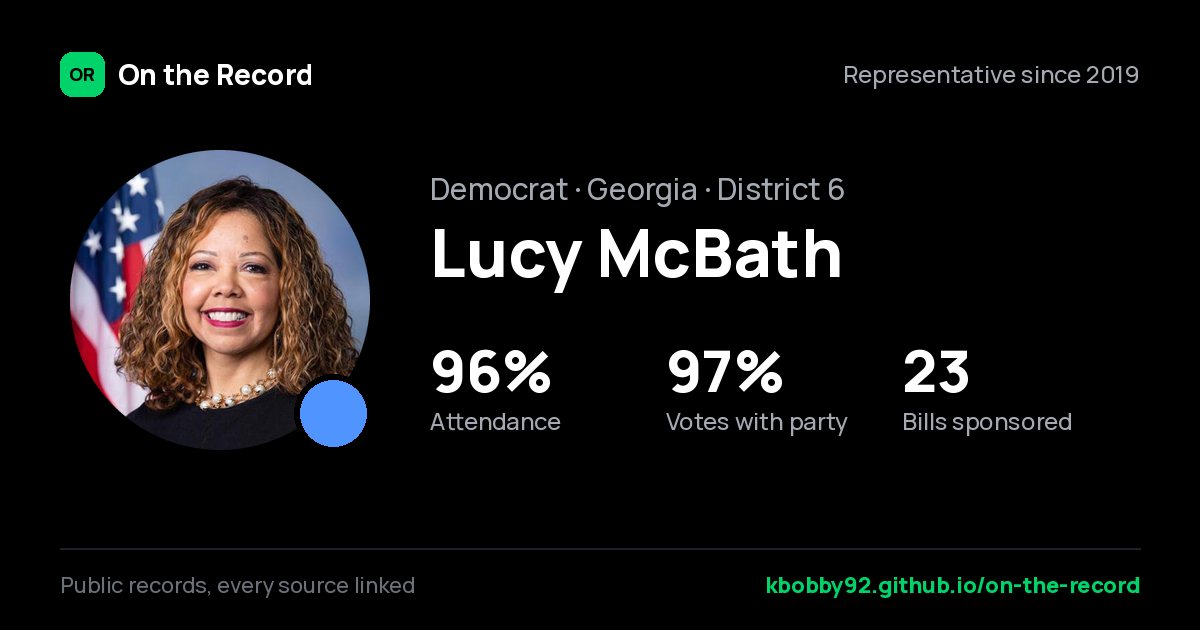 OR On the Record
Representative since 2019
Democrat · Georgia · District 6
Lucy McBath
96% 97% 23
Attendance Votes with party Bills sponsored
Public records, every source linked
kbobby92.github.io/on-the-record